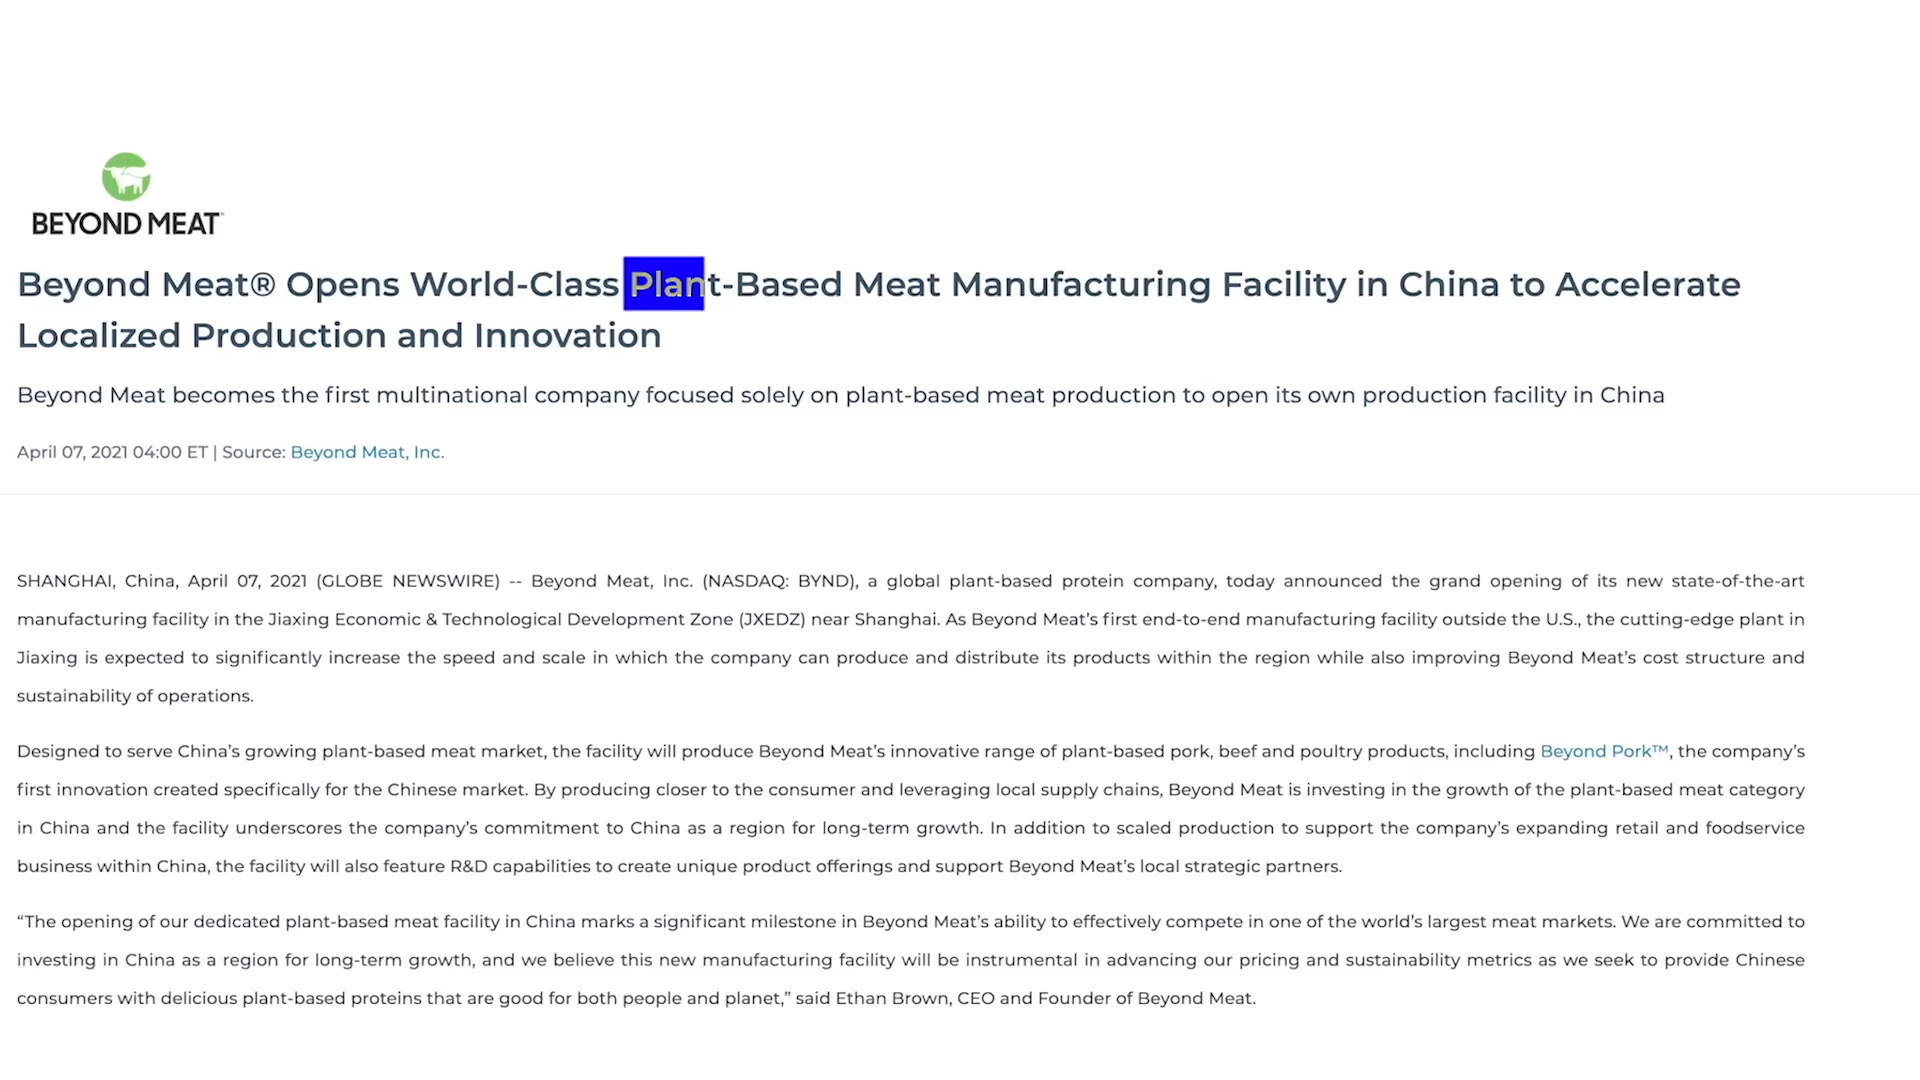 BEYOND MEAT
Beyond Meat® Opens World-Class Plant-Based Meat Manufacturing Facility in China to Accelerate
Localized Production and Innovation
Beyond Meat becomes the first multinational company focused solely on plant-based meat production to open its own production facility in China
April 07, 2021 04:00 ET | Source: Beyond Meat, Inc.
SHANGHAI, China, April 07, 2021 (GLOBE NEWSWIRE) -- Beyond Meat, Inc. (NASDAQ: BYND), a global plant-based protein company, today announced the grand opening of its new state-of-the-art
manufacturing facility in the Jiaxing Economic & Technological Development Zone (JXEDZ) near Shanghai. As Beyond Meat’s first end-to-end manufacturing facility outside the U.S., the cutting-edge plant in
Jiaxing is expected to significantly increase the speed and scale in which the company can produce and distribute its products within the region while also improving Beyond Meat’s cost structure and
sustainability of operations.
Designed to serve China’s growing plant-based meat market, the facility will produce Beyond Meat’s innovative range of plant-based pork, beef and poultry products, including Beyond Pork™, the company’s
first innovation created specifically for the Chinese market. By producing closer to the consumer and leveraging local supply chains, Beyond Meat is investing in the growth of the plant-based meat category
in China and the facility underscores the company’s commitment to China as a region for long-term growth. In addition to scaled production to support the company’s expanding retail and foodservice
business within China, the facility will also feature R&D capabilities to create unique product offerings and support Beyond Meat’s local strategic partners.
“The opening of our dedicated plant-based meat facility in China marks a significant milestone in Beyond Meat’s ability to effectively compete in one of the world’s largest meat markets. We are committed to
investing in China as a region for long-term growth, and we believe this new manufacturing facility will be instrumental in advancing our pricing and sustainability metrics as we seek to provide Chinese
consumers with delicious plant-based proteins that are good for both people and planet,” said Ethan Brown, CEO and Founder of Beyond Meat.